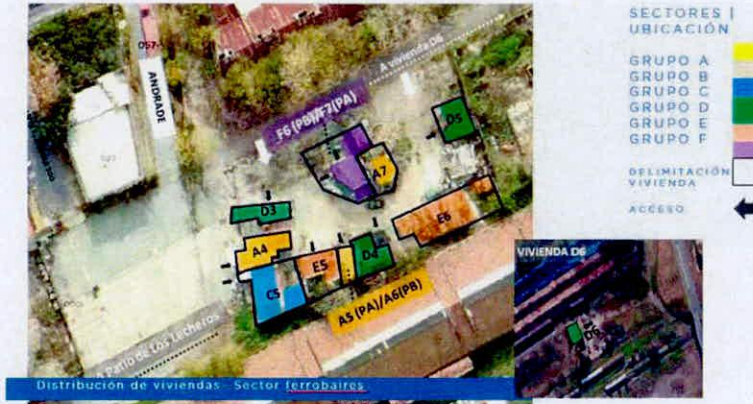 SECTORES |
UBICACIÓN
GRUPO A
GRUPO B
GRUPO C
GRUPO D
GRUPO E
GRUPO F
DELIMITACIÓN
VIVIENDA
ACCESO
ANDRADE
A vivienda D6
F6 (PB)/F7(PA)
D5
A7
D3
E6
A4
E5
D4
C5
A5 (PA)/A6(PB)
A Patio de Los Lecheros
VIVIENDA D6
D6
Distribución de viviendas - Sector ferrobaires